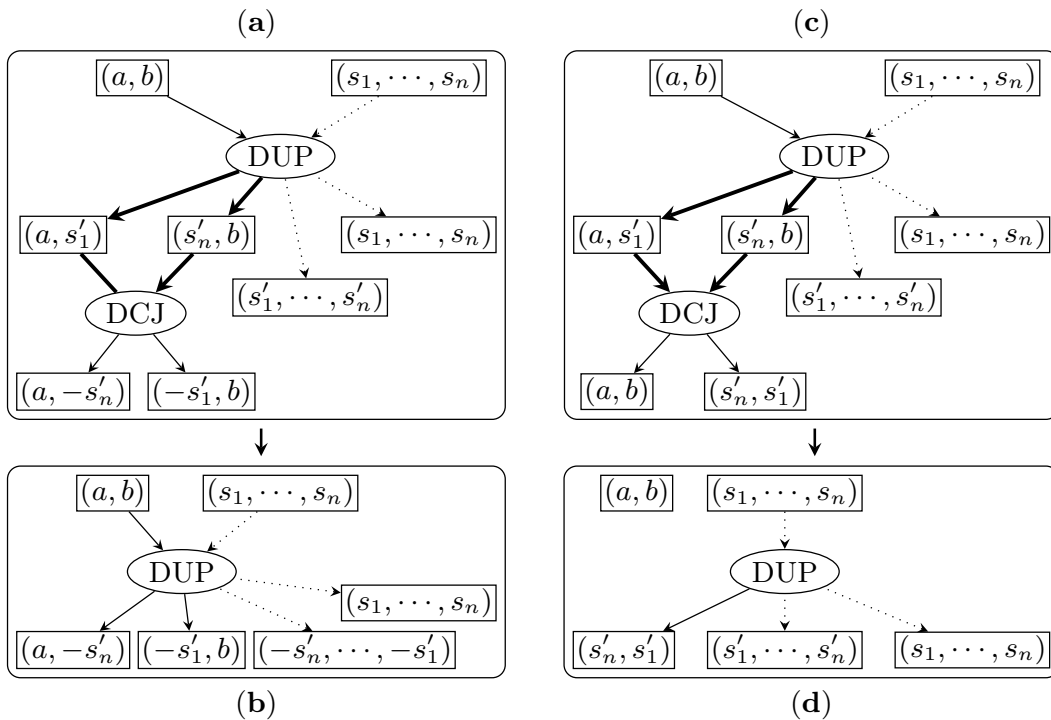 (a) (c)
(a, b) (s₁, ⋯, sₙ) (a, b) (s₁, ⋯, sₙ)
DUP DUP
(a, s′₁) (s′ₙ, b) (s₁, ⋯, sₙ) (a, s′₁) (s′ₙ, b) (s₁, ⋯, sₙ)
(s′₁, ⋯, s′ₙ) (s′₁, ⋯, s′ₙ)
DCJ DCJ
(a, −s′ₙ) (−s′₁, b) (a, b) (s′ₙ, s′₁)
(a, b) (s₁, ⋯, sₙ) (a, b) (s₁, ⋯, sₙ)
DUP DUP
(s₁, ⋯, sₙ)
(a, −s′ₙ) (−s′₁, b) (−s′ₙ, ⋯, −s′₁) (s′ₙ, s′₁) (s′₁, ⋯, s′ₙ) (s₁, ⋯, sₙ)
(b) (d)